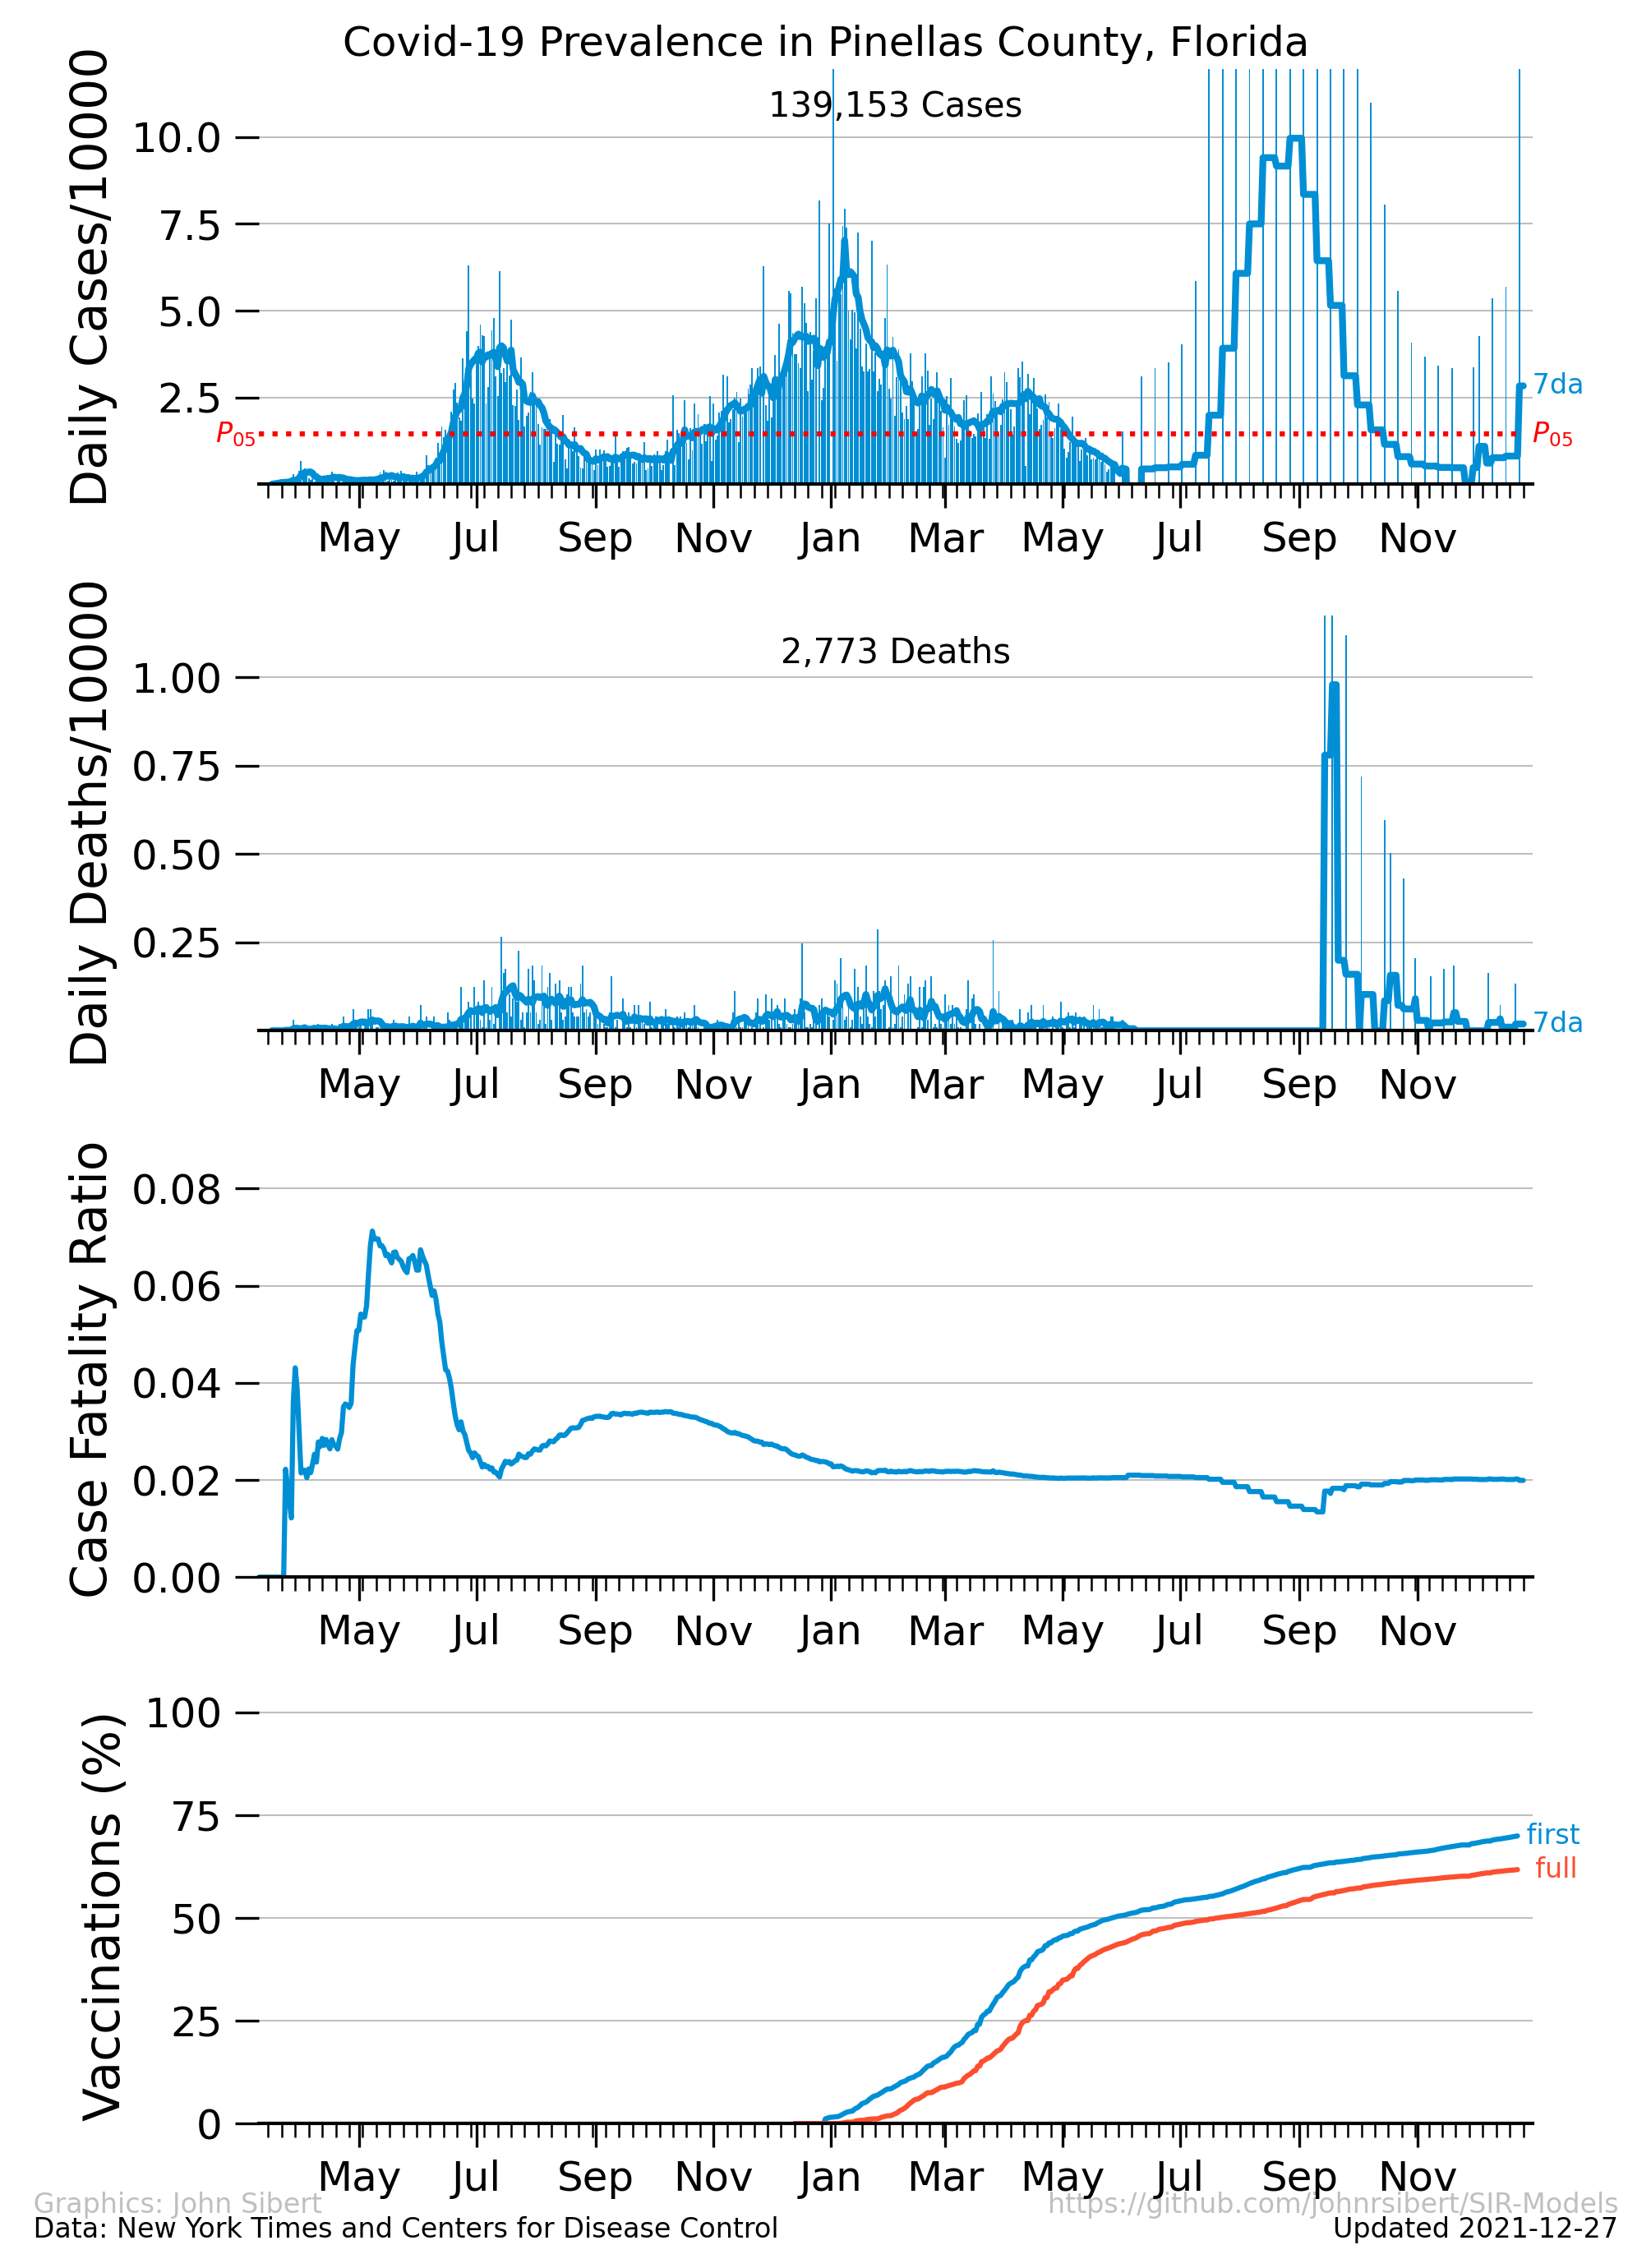 Covid-19 Prevalence in Pinellas County, Florida
Daily Cases/10000
139,153 Cases
10.0
7.5
5.0
2.5
P05
7da
P05
May Jul Sep Nov Jan Mar May Jul Sep Nov
Daily Deaths/10000
2,773 Deaths
1.00
0.75
0.50
0.25
7da
May Jul Sep Nov Jan Mar May Jul Sep Nov
Case Fatality Ratio
0.08
0.06
0.04
0.02
0.00
May Jul Sep Nov Jan Mar May Jul Sep Nov
Vaccinations (%)
100
75
50
25
0
first
full
May Jul Sep Nov Jan Mar May Jul Sep Nov
Graphics: John Sibert
https://github.com/johnrsibert/SIR-Models
Data: New York Times and Centers for Disease Control
Updated 2021-12-27